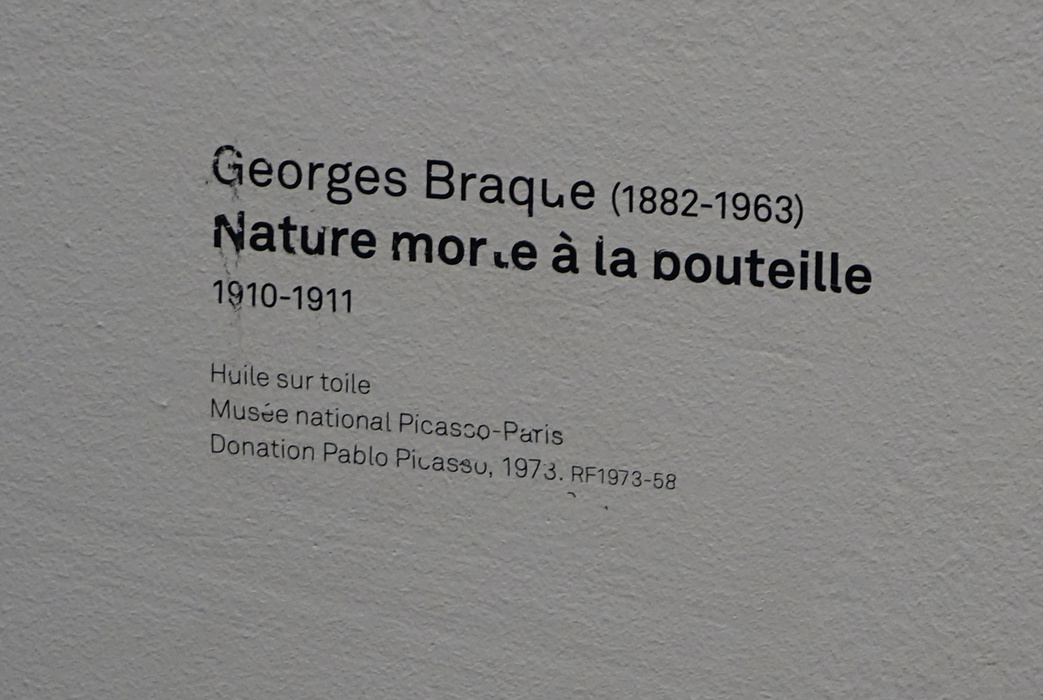 Georges Braque (1882-1963)
Nature morte à la bouteille
1910-1911
Huile sur toile
Musée national Picasso-Paris
Donation Pablo Picasso, 1973. RF1973-58